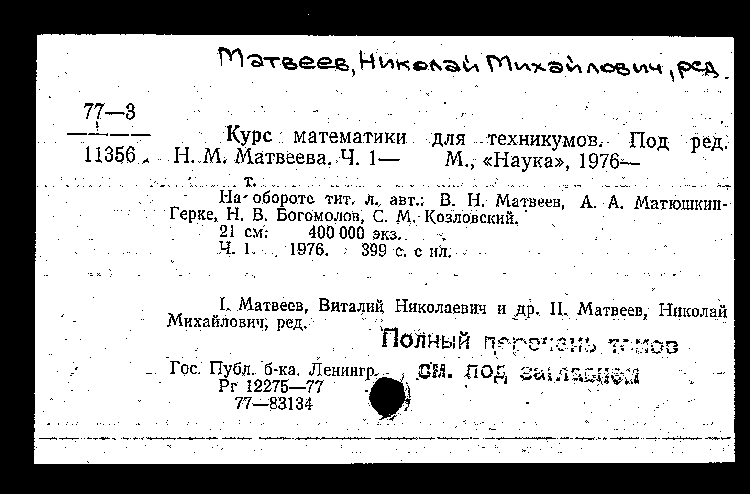 Матвеев, Николай Михайлович, ред.
77—3
11356
Курс математики для техникумов. Под ред.
Н. М. Матвеева. Ч. 1— М., «Наука», 1976—
т.
На обороте тит. л. авт.: В. Н. Матвеев, А. А. Матюшкин-
Герке, Н. В. Богомолов, С. М. Козловский.
21 см. 400 000 экз.
Ч. 1. 1976. 399 с. с ил.
I. Матвеев, Виталий Николаевич и др. II. Матвеев, Николай
Михайлович, ред.
Полный перечень томов
см. под заглавием
Гос. Публ. б-ка. Ленингр.
Рг 12275—77
77—83134